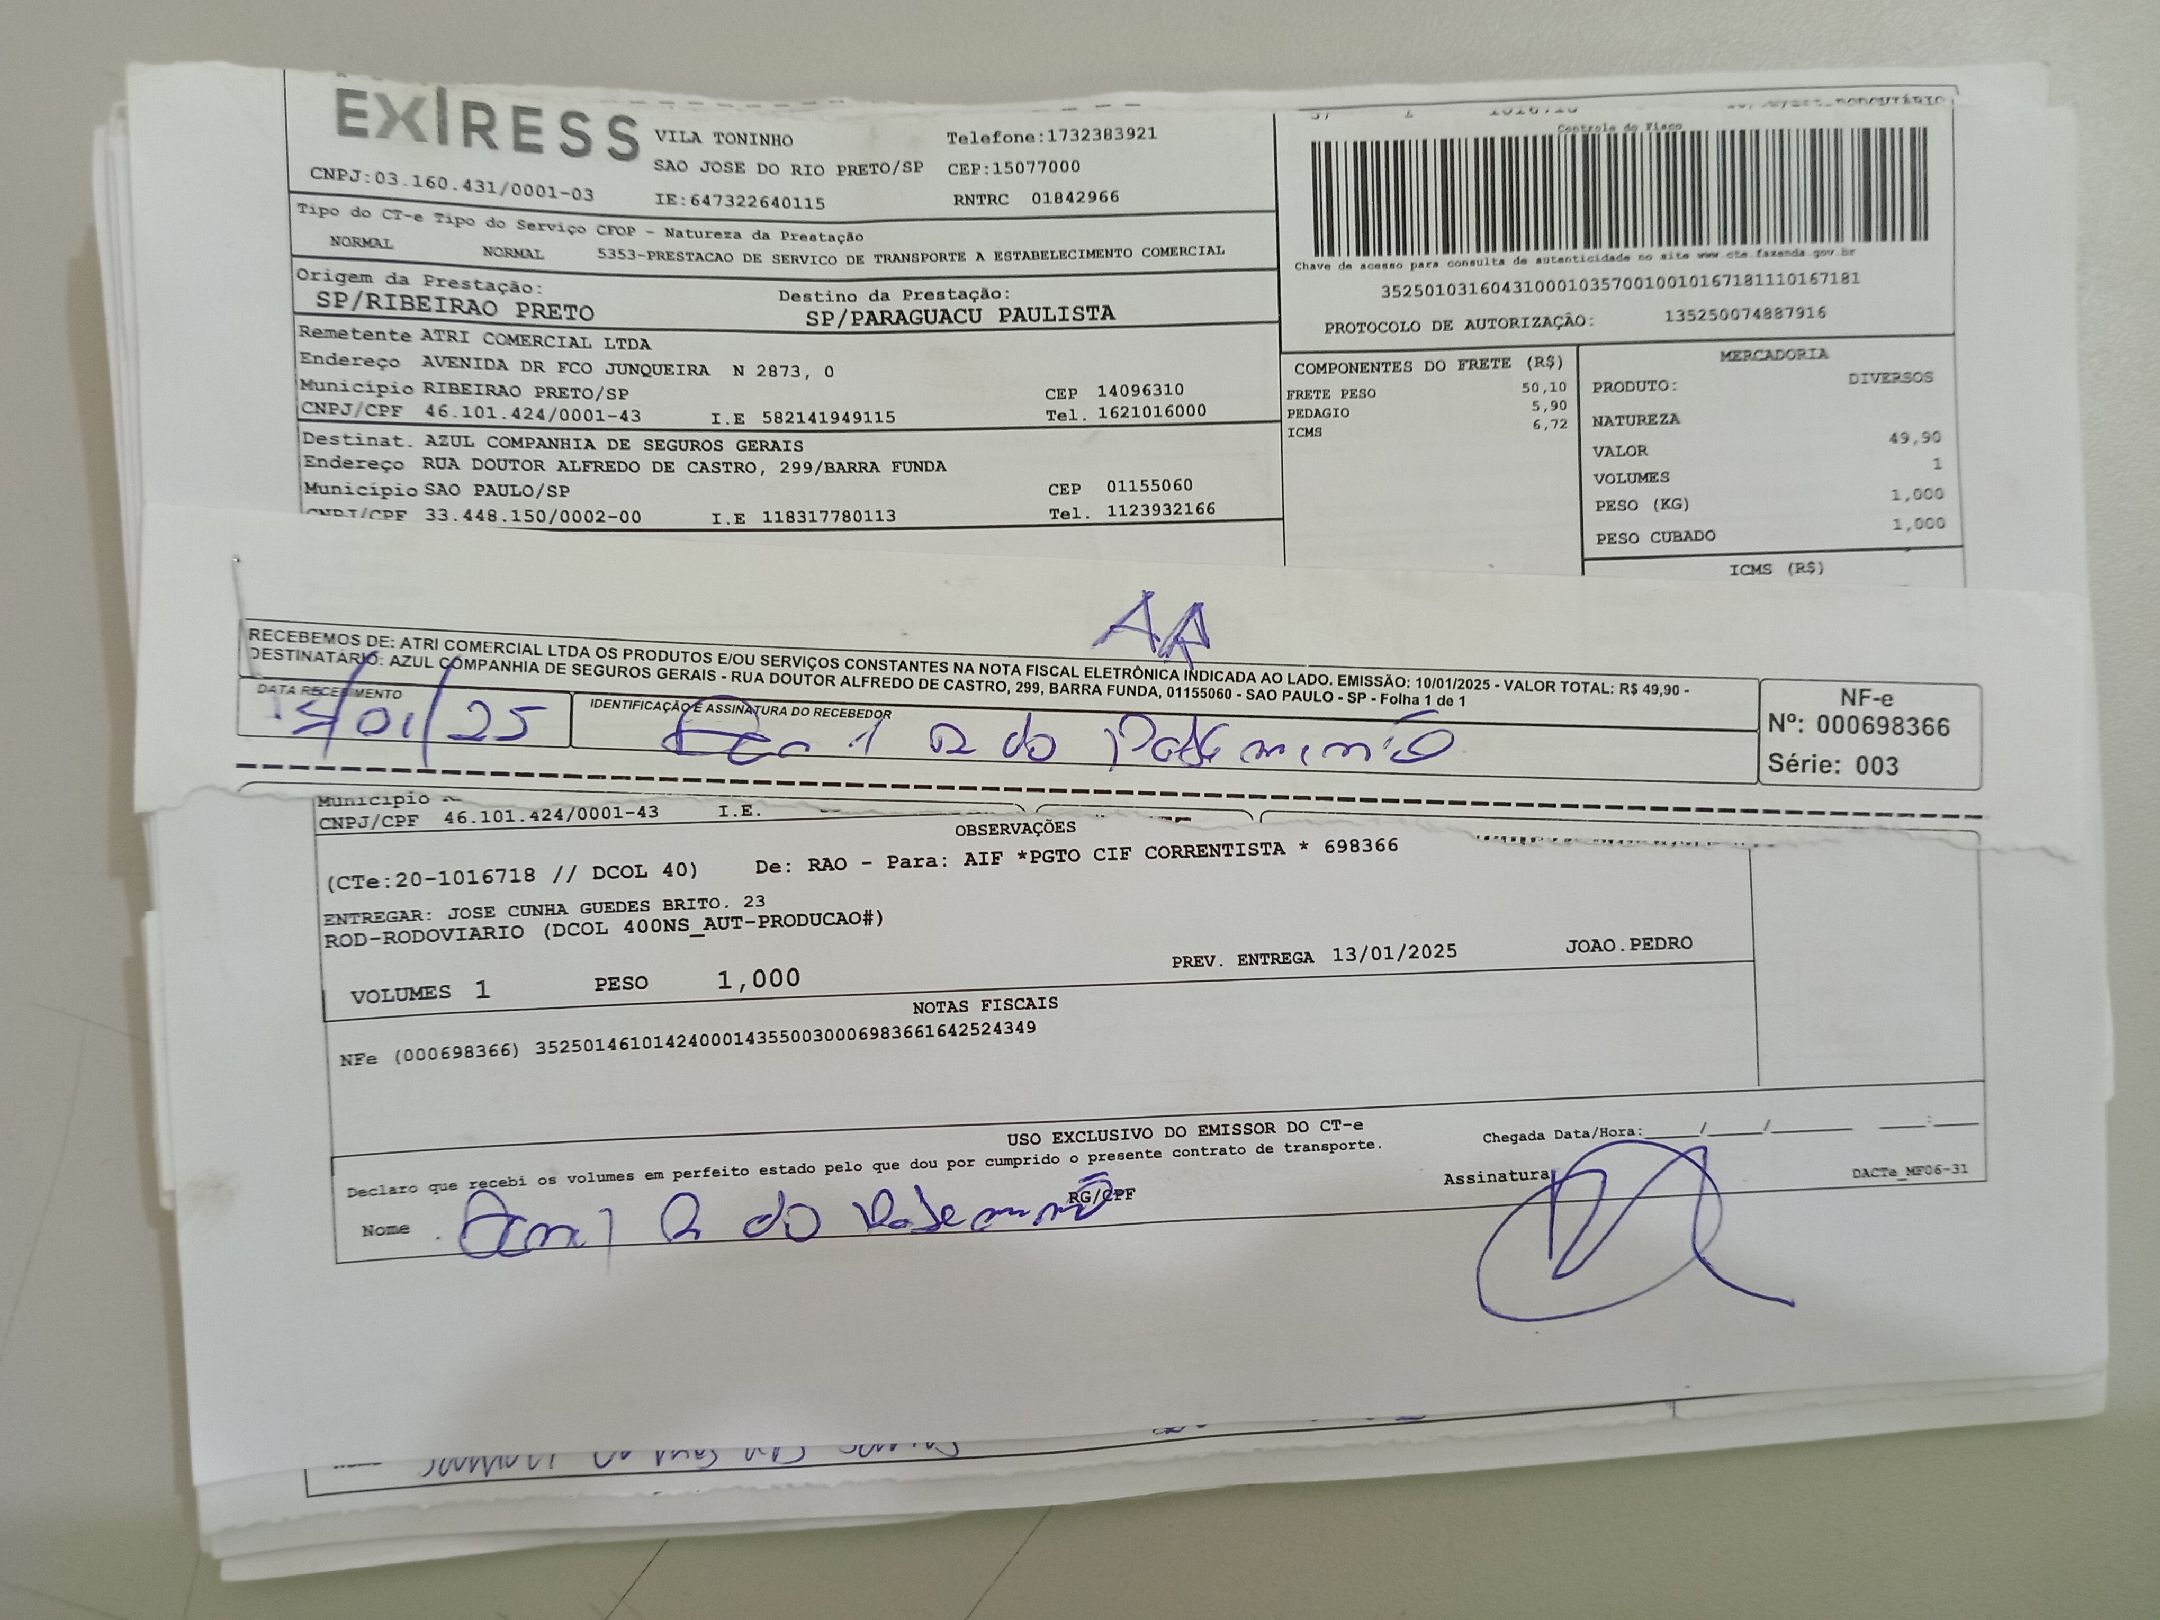 EXIRESS
VILA TONINHO Telefone:1732383921
SAO JOSE DO RIO PRETO/SP CEP:15077000
CNPJ:03.160.431/0001-03 IE:647322640115 RNTRC 01842966
Tipo do CT-e Tipo do Serviço CFOP - Natureza da Prestação
NORMAL NORMAL 5353-PRESTACAO DE SERVICO DE TRANSPORTE A ESTABELECIMENTO COMERCIAL
Origem da Prestação: Destino da Prestação:
SP/RIBEIRAO PRETO SP/PARAGUACU PAULISTA
Remetente ATRI COMERCIAL LTDA
Endereço AVENIDA DR FCO JUNQUEIRA N 2873, 0
Município RIBEIRAO PRETO/SP CEP 14096310
CNPJ/CPF 46.101.424/0001-43 I.E 582141949115 Tel. 1621016000
Destinat. AZUL COMPANHIA DE SEGUROS GERAIS
Endereço RUA DOUTOR ALFREDO DE CASTRO, 299/BARRA FUNDA
Município SAO PAULO/SP CEP 01155060
CNPJ/CPF 33.448.150/0002-00 I.E 118317780113 Tel. 1123932166
Controle do Fisco
Chave de acesso para consulta de autenticidade no site www.cte.fazenda.gov.br
35250103160431000103570010010167181110167181
PROTOCOLO DE AUTORIZAÇÃO: 135250074887916
COMPONENTES DO FRETE (R$)
FRETE PESO 50,10
PEDAGIO 5,90
ICMS 6,72
MERCADORIA
PRODUTO: DIVERSOS
NATUREZA
VALOR 49,90
VOLUMES 1
PESO (KG) 1,000
PESO CUBADO 1,000
ICMS (R$)
AA
RECEBEMOS DE: ATRI COMERCIAL LTDA OS PRODUTOS E/OU SERVIÇOS CONSTANTES NA NOTA FISCAL ELETRÔNICA INDICADA AO LADO. EMISSÃO: 10/01/2025 - VALOR TOTAL: R$ 49,90 -
DESTINATÁRIO: AZUL COMPANHIA DE SEGUROS GERAIS - RUA DOUTOR ALFREDO DE CASTRO, 299, BARRA FUNDA, 01155060 - SAO PAULO - SP - Folha 1 de 1
DATA RECEBIMENTO IDENTIFICAÇÃO E ASSINATURA DO RECEBEDOR
/01/25 do
NF-e
Nº: 000698366
Série: 003
Município
CNPJ/CPF 46.101.424/0001-43 I.E.
OBSERVAÇÕES
(CTe:20-1016718 // DCOL 40) De: RAO - Para: AIF *PGTO CIF CORRENTISTA * 698366
ENTREGAR: JOSE CUNHA GUEDES BRITO. 23
ROD-RODOVIARIO (DCOL 400NS_AUT-PRODUCAO#)
VOLUMES 1 PESO 1,000 PREV. ENTREGA 13/01/2025 JOAO.PEDRO
NOTAS FISCAIS
NFe (000698366) 35250146101424000143550030006983661642524349
USO EXCLUSIVO DO EMISSOR DO CT-e
Declaro que recebi os volumes em perfeito estado pelo que dou por cumprido o presente contrato de transporte.
Chegada Data/Hora:____/____/______ ___:___
Nome do RG/CPF Assinatura DACTe_MF06-31